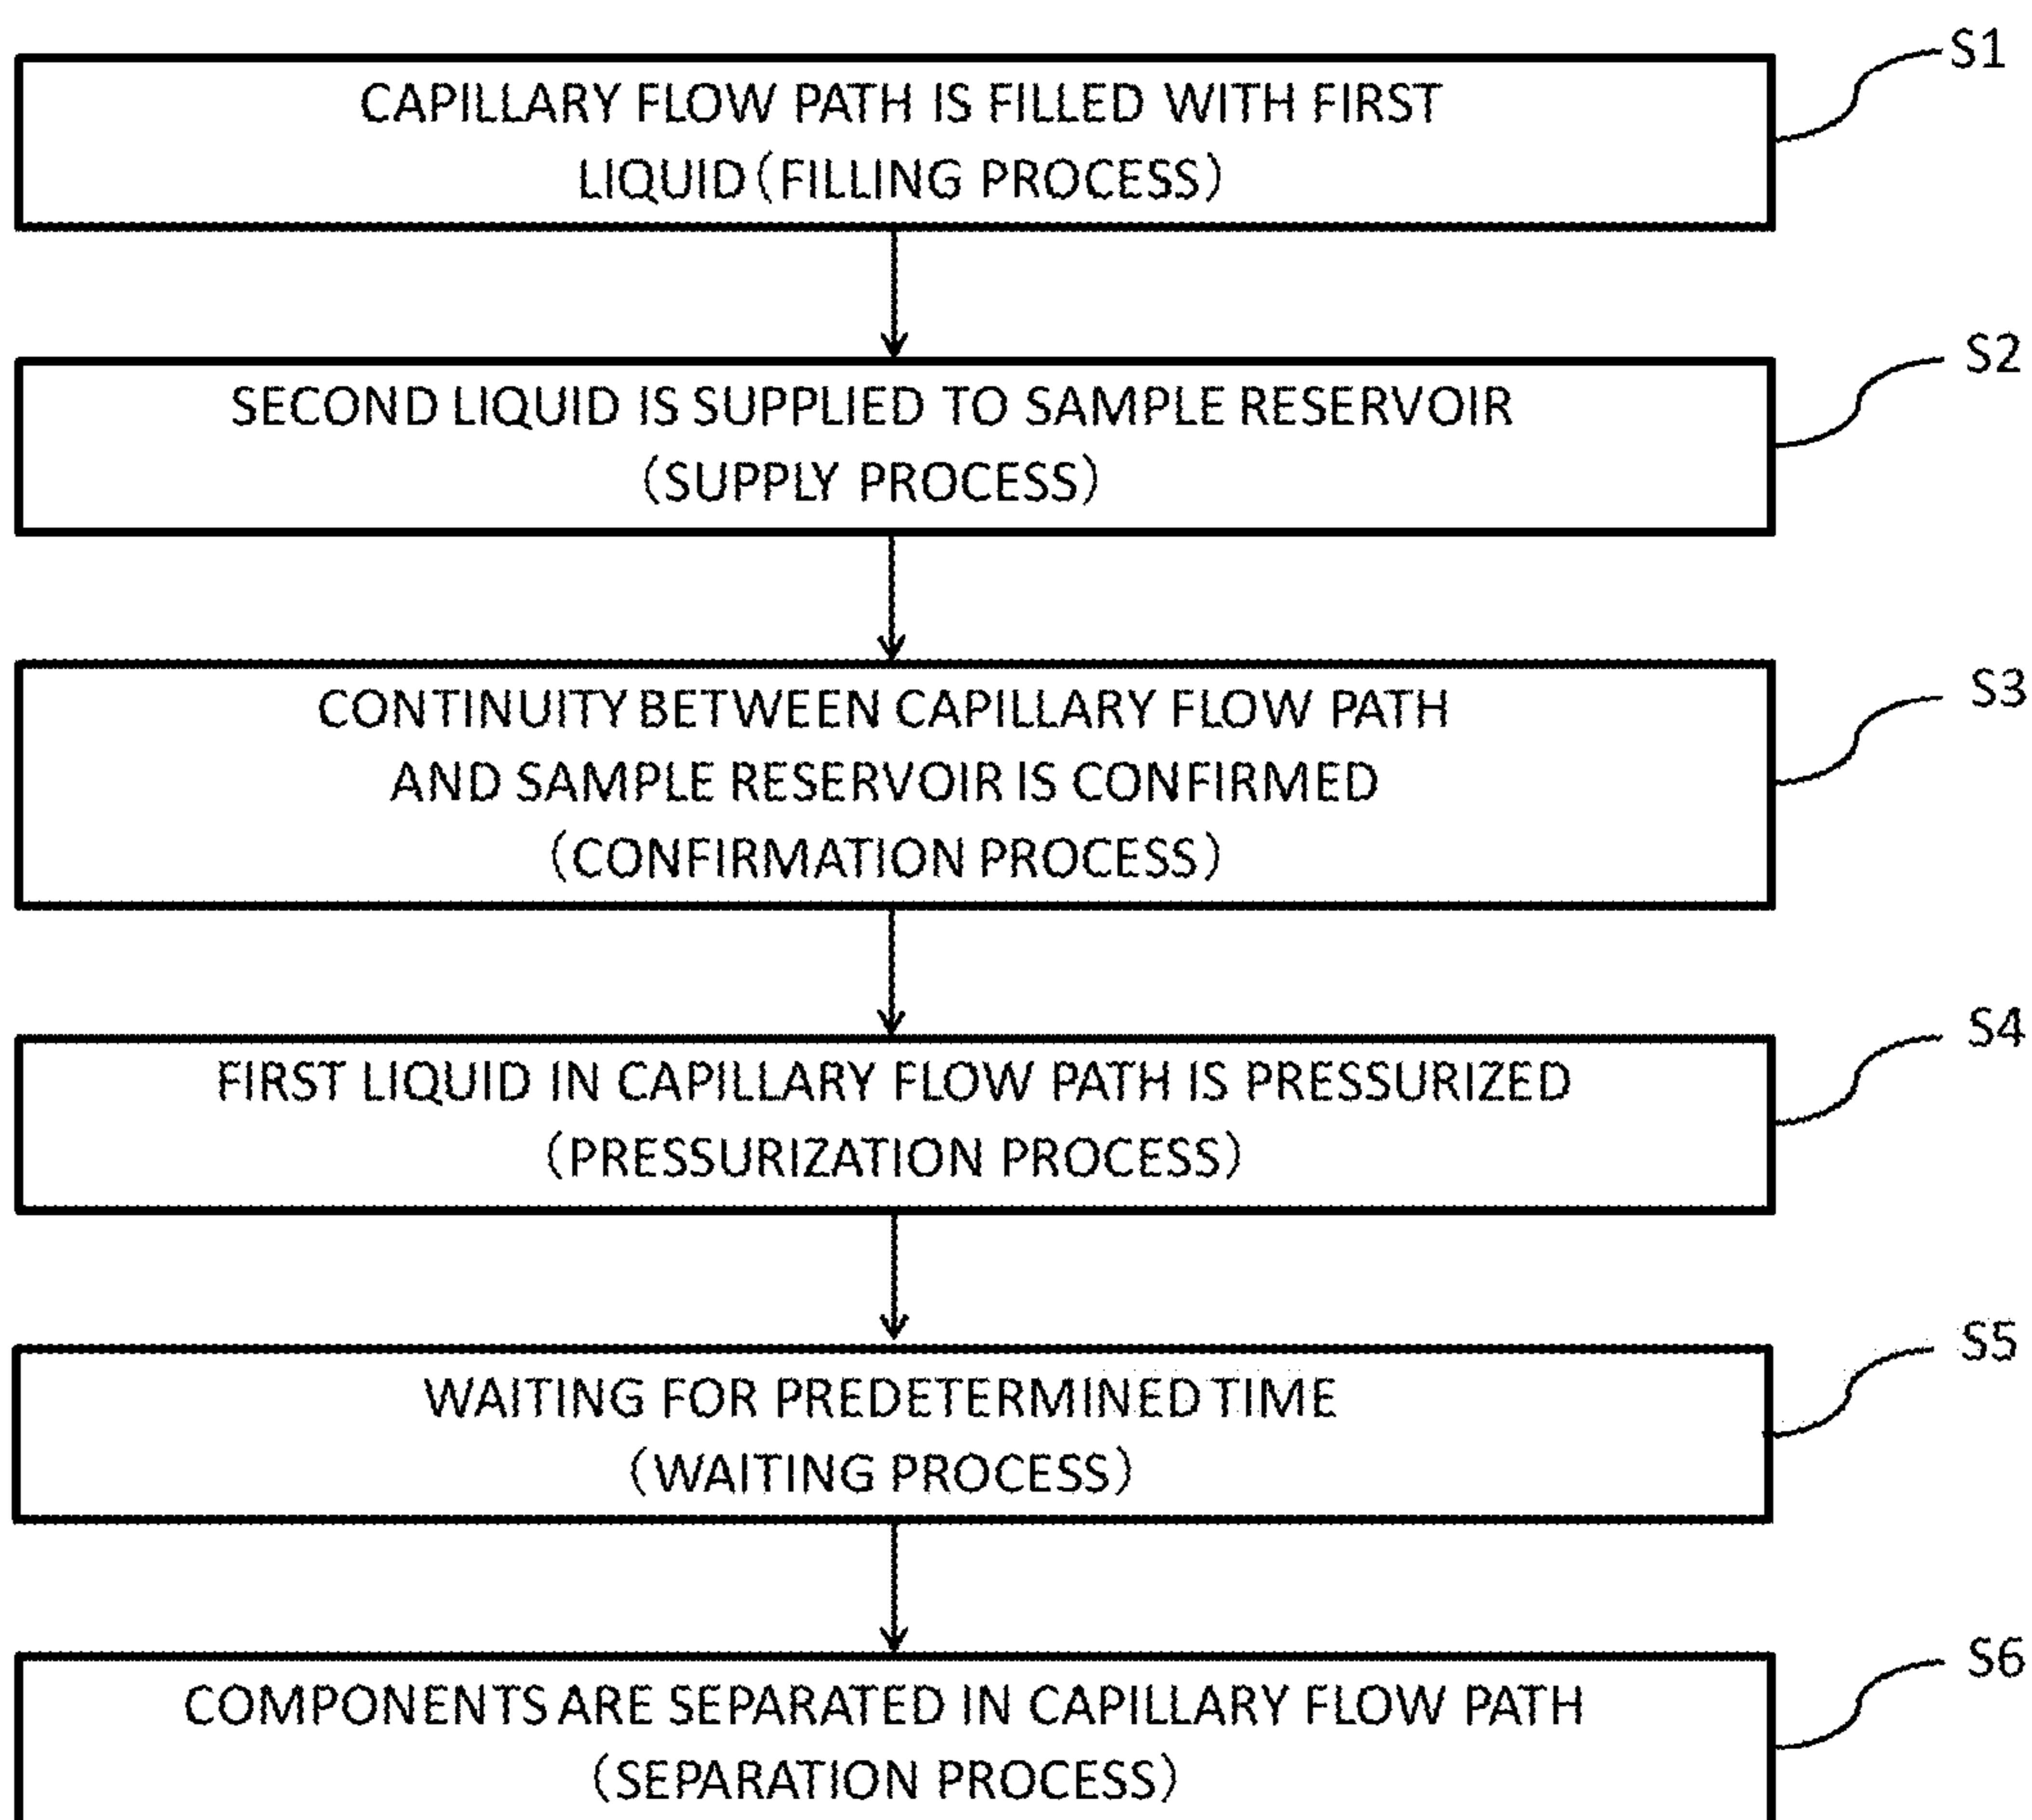 S1
CAPILLARY FLOW PATH IS FILLED WITH FIRST
LIQUID (FILLING PROCESS)
S2
SECOND LIQUID IS SUPPLIED TO SAMPLE RESERVOIR
(SUPPLY PROCESS)
S3
CONTINUITY BETWEEN CAPILLARY FLOW PATH
AND SAMPLE RESERVOIR IS CONFIRMED
(CONFIRMATION PROCESS)
S4
FIRST LIQUID IN CAPILLARY FLOW PATH IS PRESSURIZED
(PRESSURIZATION PROCESS)
S5
WAITING FOR PREDETERMINED TIME
(WAITING PROCESS)
S6
COMPONENTS ARE SEPARATED IN CAPILLARY FLOW PATH
(SEPARATION PROCESS)